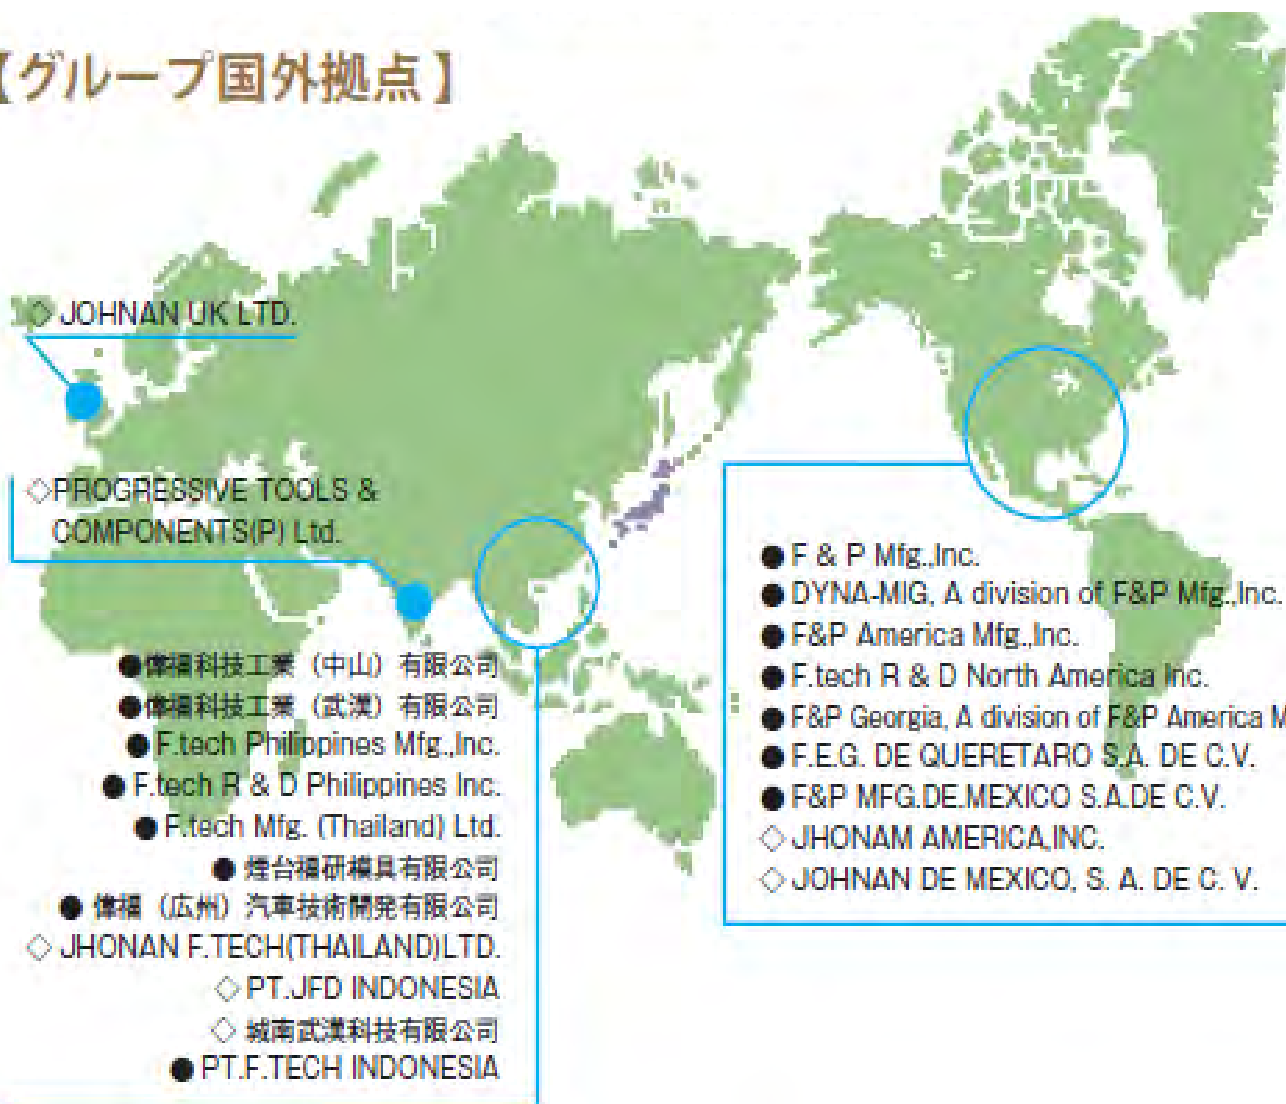 【グループ国外拠点】
◇ JOHNAN UK LTD.
◇PROGRESSIVE TOOLS &
COMPONENTS(P) Ltd.
●偉福科技工業（中山）有限公司
●偉福科技工業（武漢）有限公司
●F.tech Philippines Mfg.,Inc.
●F.tech R & D Philippines Inc.
●F.tech Mfg. (Thailand) Ltd.
●煙台福研模具有限公司
●偉福（広州）汽車技術開発有限公司
◇JHONAN F.TECH(THAILAND)LTD.
◇PT.JFD INDONESIA
◇ 城南武漢科技有限公司
●PT.F.TECH INDONESIA
●F & P Mfg.,Inc.
●DYNA-MIG, A division of F&P Mfg.,Inc.
●F&P America Mfg.,Inc.
●F.tech R & D North America Inc.
●F&P Georgia, A division of F&P America M
●F.E.G. DE QUERETARO S.A. DE C.V.
●F&P MFG.DE.MEXICO S.A.DE C.V.
◇JHONAM AMERICA,INC.
◇JOHNAN DE MEXICO, S. A. DE C. V.